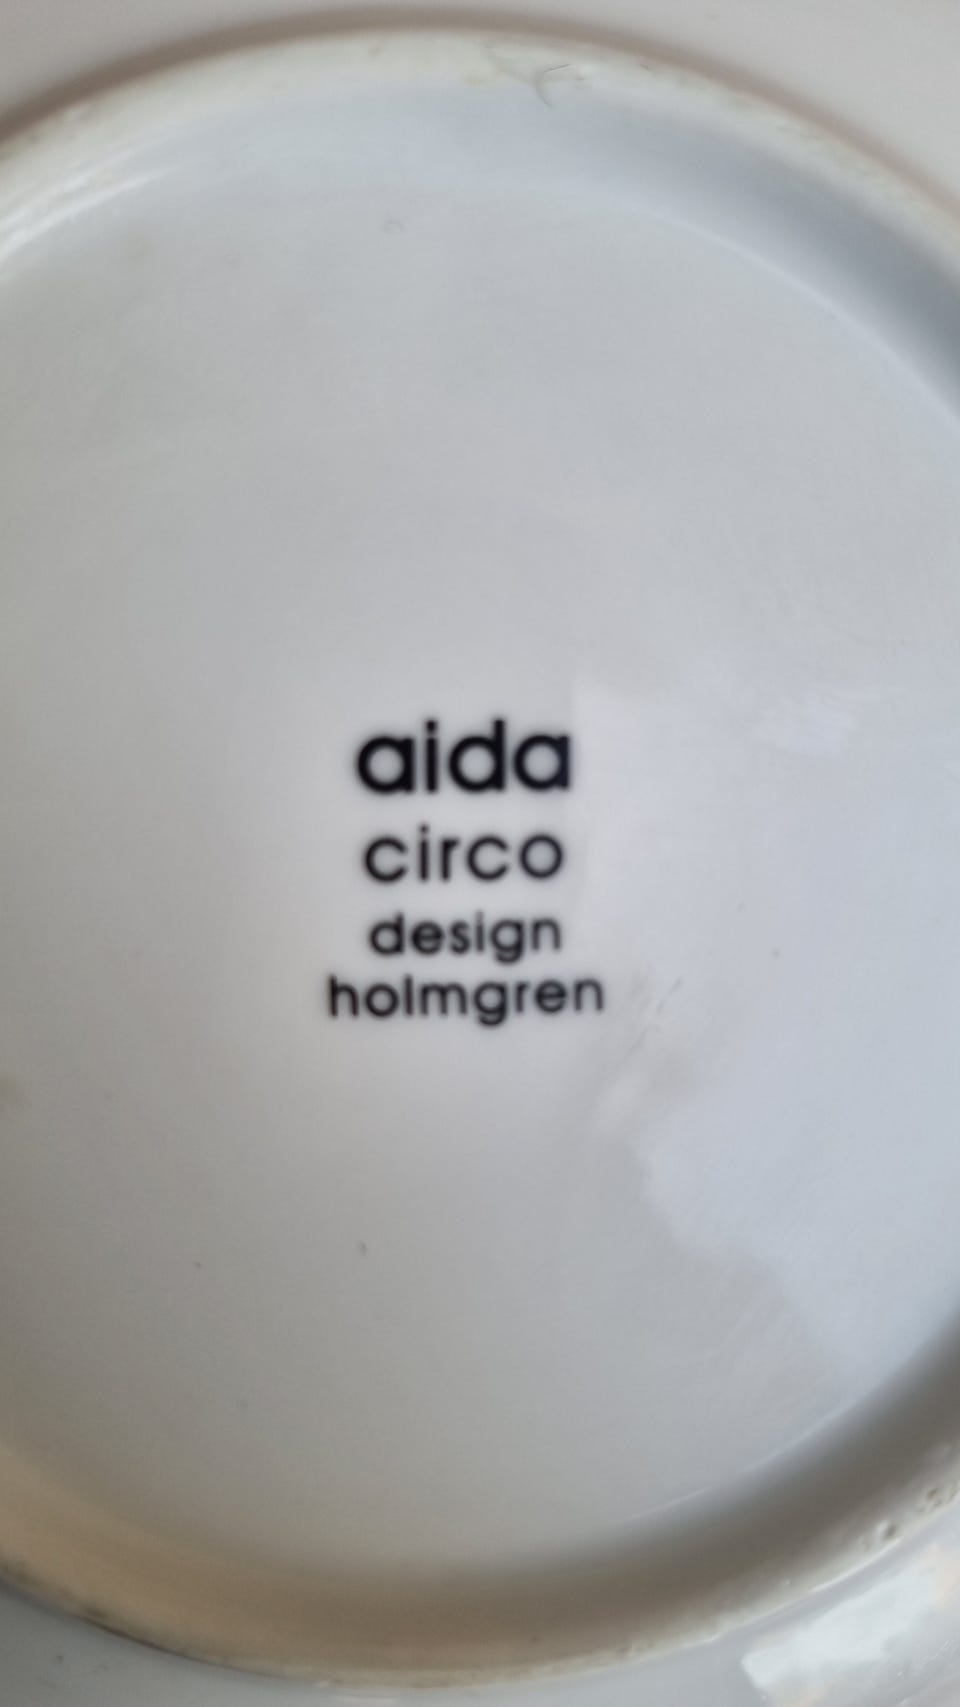 aida
circo
design
holmgren